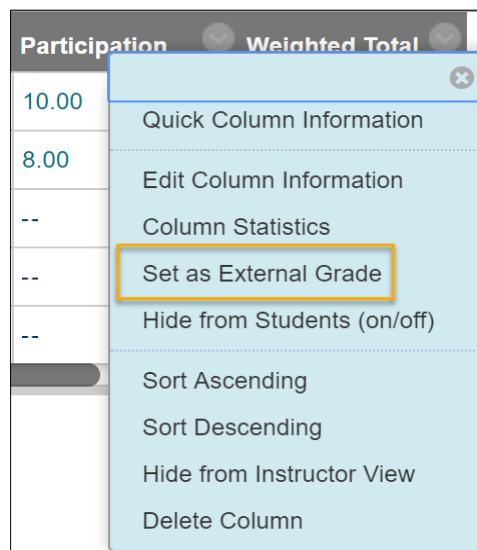 Participation Weighted Total
10.00
Quick Column Information
8.00
Edit Column Information
Column Statistics
--
Set as External Grade
--
Hide from Students (on/off)
--
Sort Ascending
Sort Descending
Hide from Instructor View
Delete Column